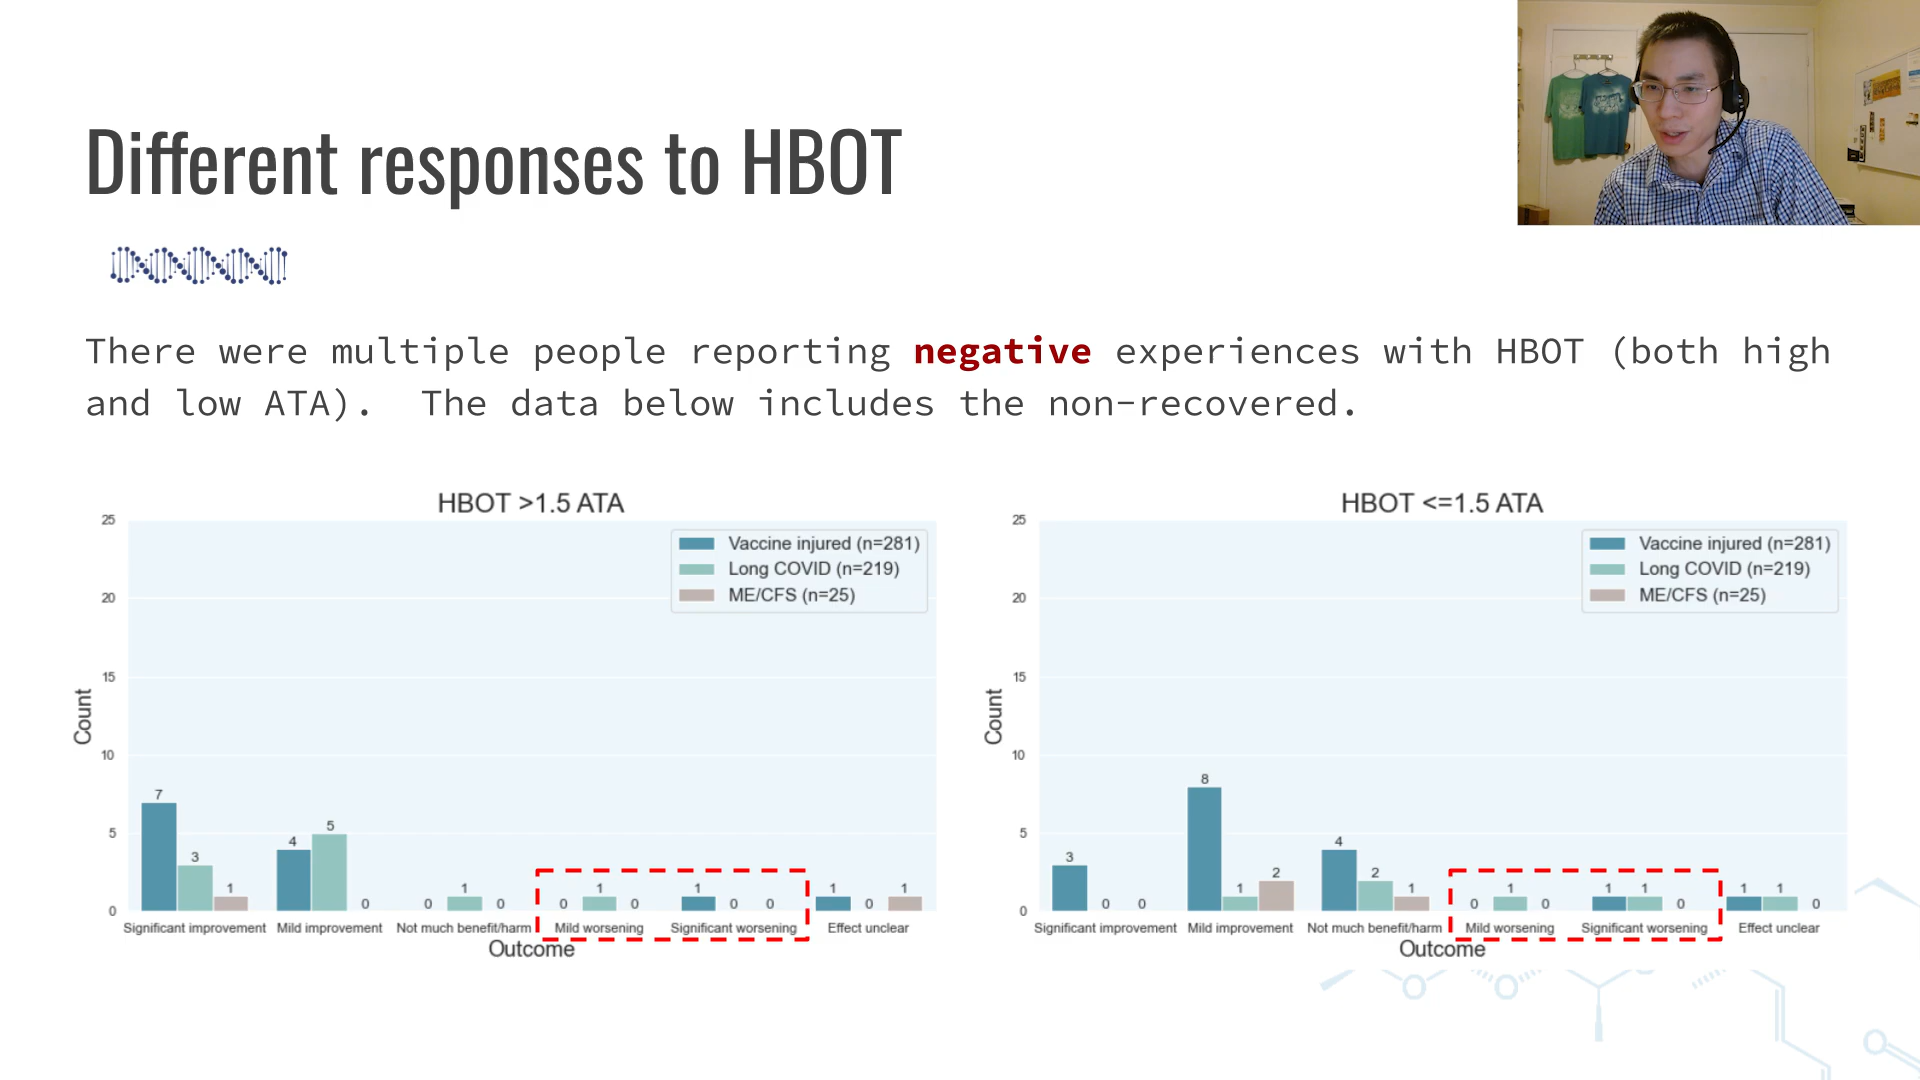 Different responses to HBOT
There were multiple people reporting negative experiences with HBOT (both high
and low ATA).  The data below includes the non-recovered.
HBOT >1.5 ATA
Vaccine injured (n=281)
Long COVID (n=219)
ME/CFS (n=25)
25
20
15
10
5
0
Count
7 3 1
4 5 0
0 1 0
0 1 0
1 0 0
1 0 1
Significant improvement Mild improvement Not much benefit/harm Mild worsening Significant worsening Effect unclear
Outcome
HBOT <=1.5 ATA
Vaccine injured (n=281)
Long COVID (n=219)
ME/CFS (n=25)
25
20
15
10
5
0
Count
3 0 0
8 1 2
4 2 1
0 1 0
1 1 0
1 1 0
Significant improvement Mild improvement Not much benefit/harm Mild worsening Significant worsening Effect unclear
Outcome
O O
O